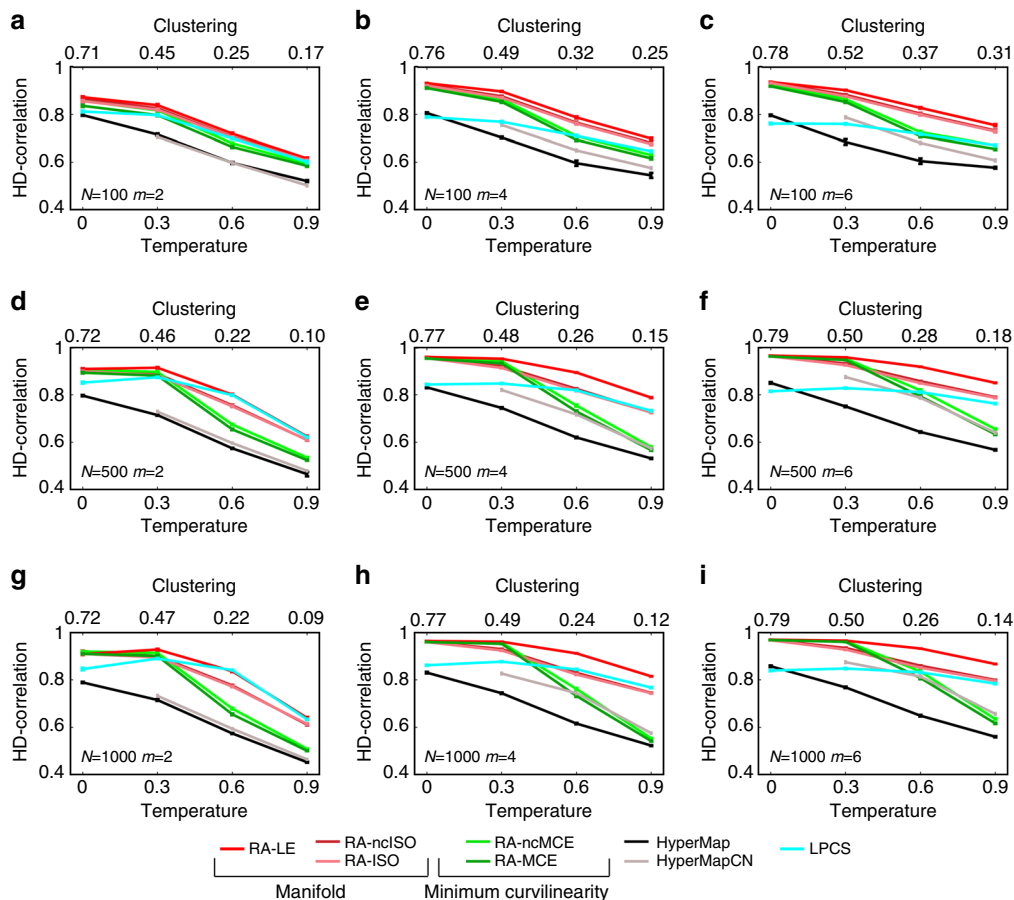 a b c
Clustering Clustering Clustering
0.71 0.45 0.25 0.17 0.76 0.49 0.32 0.25 0.78 0.52 0.37 0.31
HD-correlation HD-correlation HD-correlation
1 0.8 0.6 0.4 1 0.8 0.6 0.4 1 0.8 0.6 0.4
N=100 m=2 N=100 m=4 N=100 m=6
0 0.3 0.6 0.9 0 0.3 0.6 0.9 0 0.3 0.6 0.9
Temperature Temperature Temperature
d e f
Clustering Clustering Clustering
0.72 0.46 0.22 0.10 0.77 0.48 0.26 0.15 0.79 0.50 0.28 0.18
HD-correlation HD-correlation HD-correlation
1 0.8 0.6 0.4 1 0.8 0.6 0.4 1 0.8 0.6 0.4
N=500 m=2 N=500 m=4 N=500 m=6
0 0.3 0.6 0.9 0 0.3 0.6 0.9 0 0.3 0.6 0.9
Temperature Temperature Temperature
g h i
Clustering Clustering Clustering
0.72 0.47 0.22 0.09 0.77 0.49 0.24 0.12 0.79 0.50 0.26 0.14
HD-correlation HD-correlation HD-correlation
1 0.8 0.6 0.4 1 0.8 0.6 0.4 1 0.8 0.6 0.4
N=1000 m=2 N=1000 m=4 N=1000 m=6
0 0.3 0.6 0.9 0 0.3 0.6 0.9 0 0.3 0.6 0.9
Temperature Temperature Temperature
RA-LE RA-ncISO RA-ncMCE HyperMap LPCS
RA-ISO RA-MCE HyperMapCN
Manifold Minimum curvilinearity